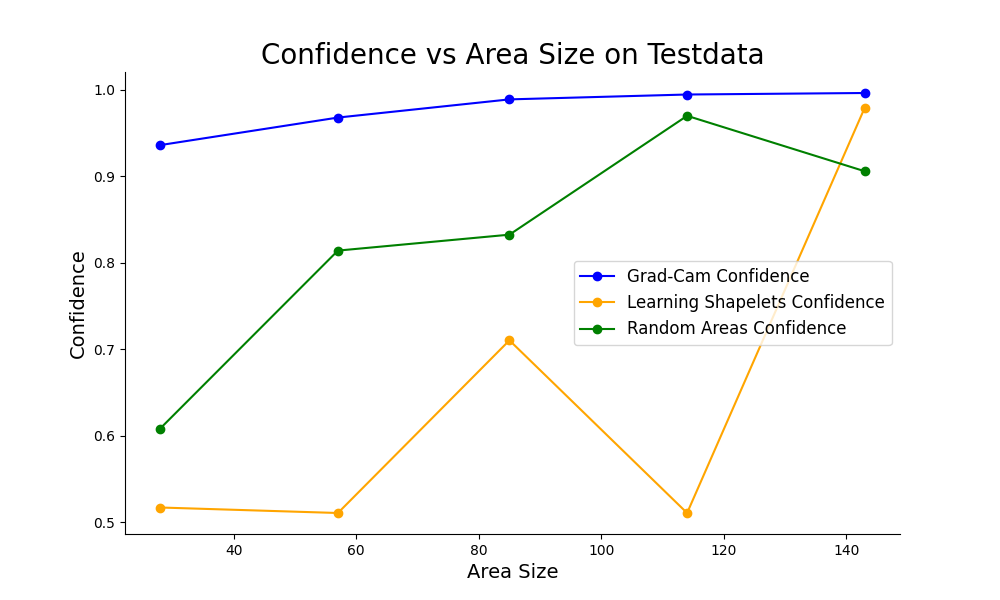 Confidence vs Area Size on Testdata
Confidence
1.0
0.9
0.8
0.7
0.6
0.5
Grad-Cam Confidence
Learning Shapelets Confidence
Random Areas Confidence
40 60 80 100 120 140
Area Size